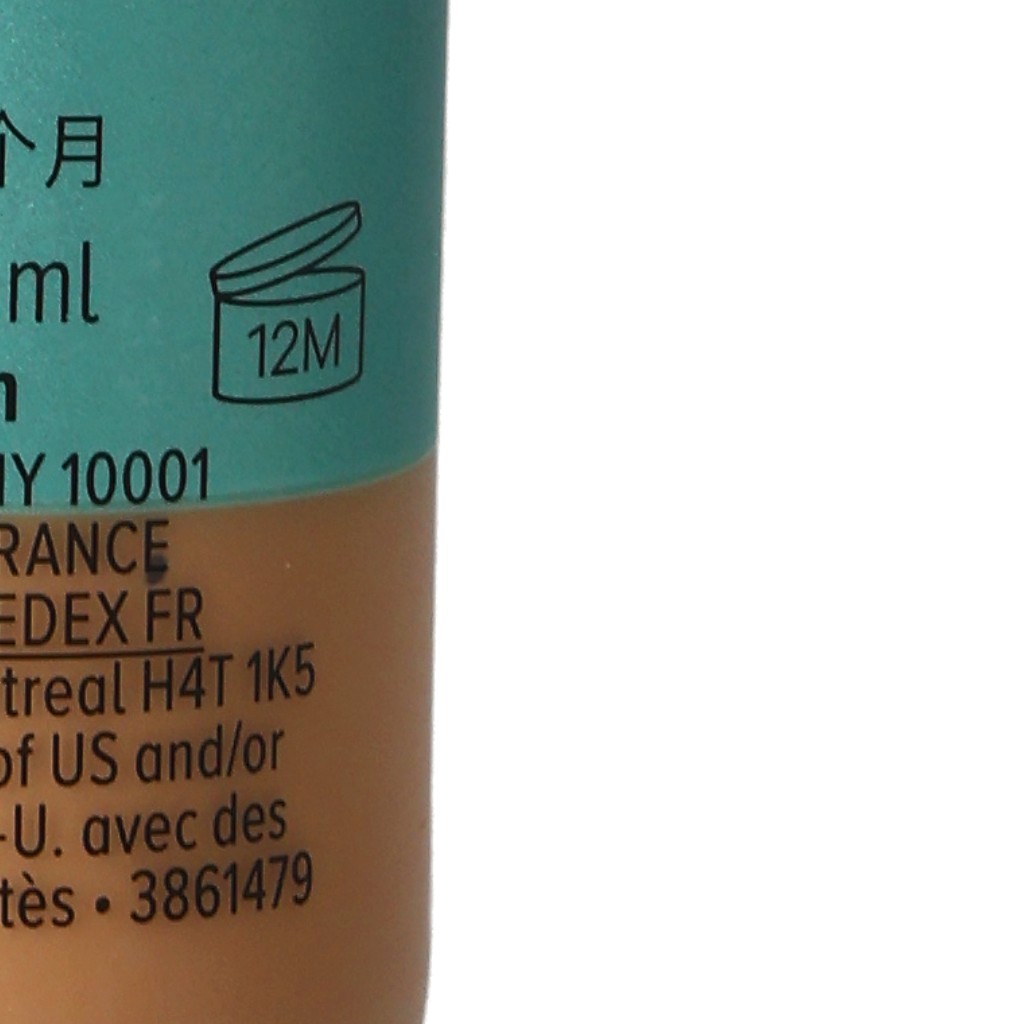 个月
ml
12M
NY 10001
RANCE
EDEX FR
treal H4T 1K5
of US and/or
-U. avec des
tès • 3861479